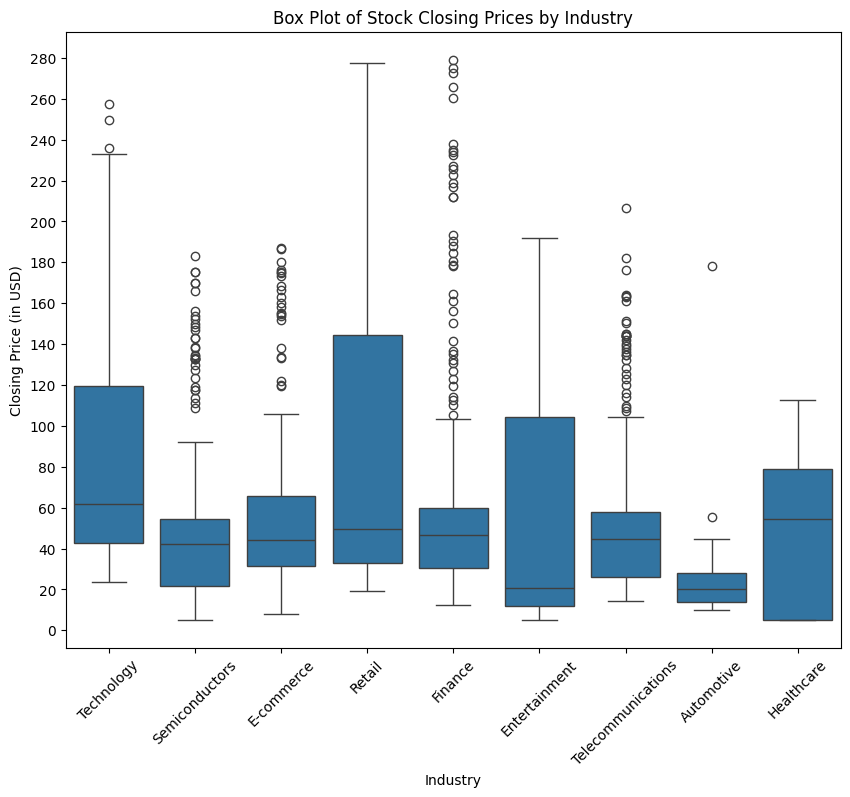 Box Plot of Stock Closing Prices by Industry
Closing Price (in USD)
280
260
240
220
200
180
160
140
120
100
80
60
40
20
0
Technology
Semiconductors
E-commerce
Retail
Finance
Entertainment
Telecommunications
Automotive
Healthcare
Industry